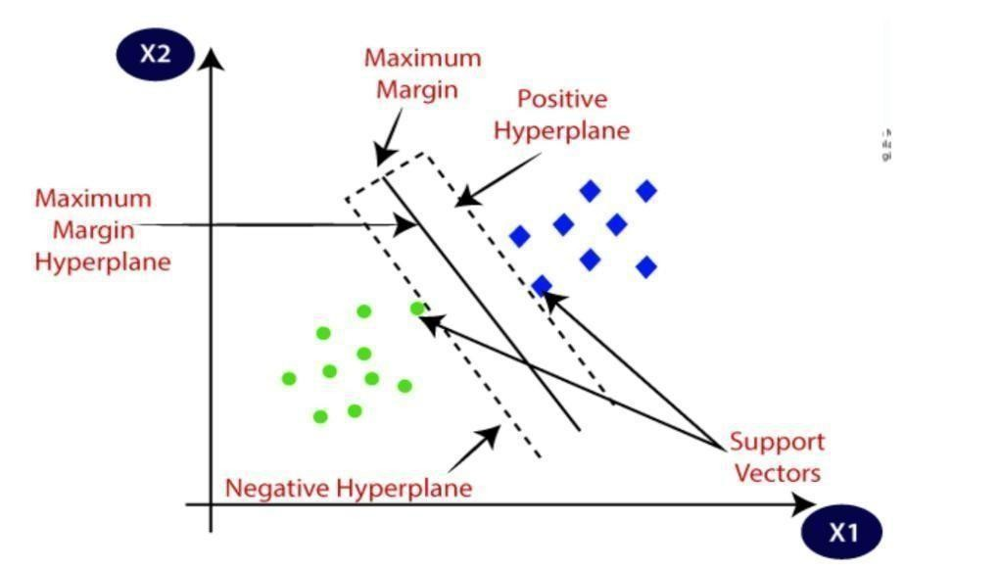 X2
Maximum
Margin
Positive
Hyperplane
Maximum
Margin
Hyperplane
Support
Vectors
Negative Hyperplane
X1